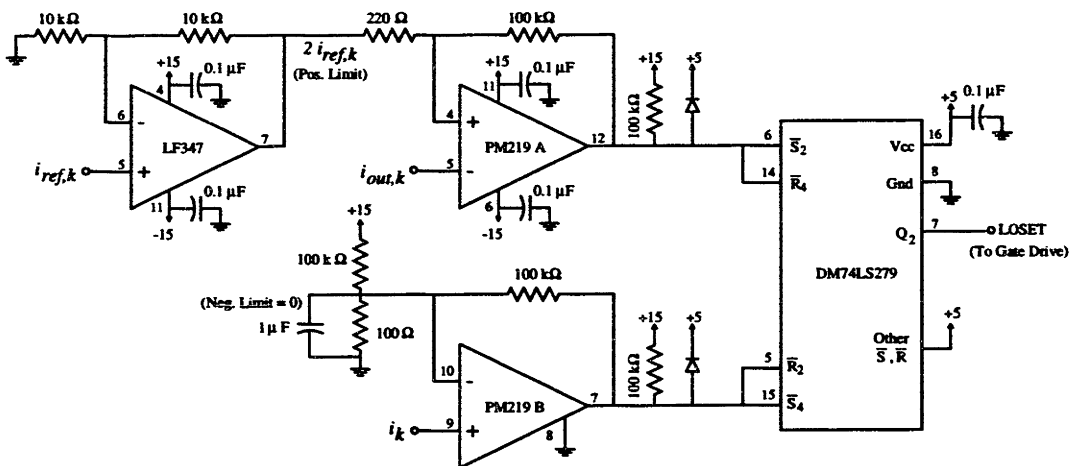 10 kΩ
10 kΩ
220 Ω
100 kΩ
2 i_ref,k
(Pos. Limit)
+15
0.1 μF
4
6
-
LF347
7
i_ref,k
5
+
11
0.1 μF
-15
+15
0.1 μF
11
4
+
PM219 A
12
i_out,k
5
-
6
0.1 μF
-15
+15
100 kΩ
+5
6
S̅2
14
R̅4
+5
0.1 μF
16
Vcc
8
Gnd
7
Q2
LOSET
(To Gate Drive)
DM74LS279
+5
Other
S̅, R̅
5
R̅2
15
S̅4
+15
100 k Ω
(Neg. Limit = 0)
1 μ F
100 Ω
100 kΩ
10
-
PM219 B
7
i_k
9
+
8
+15
100 kΩ
+5